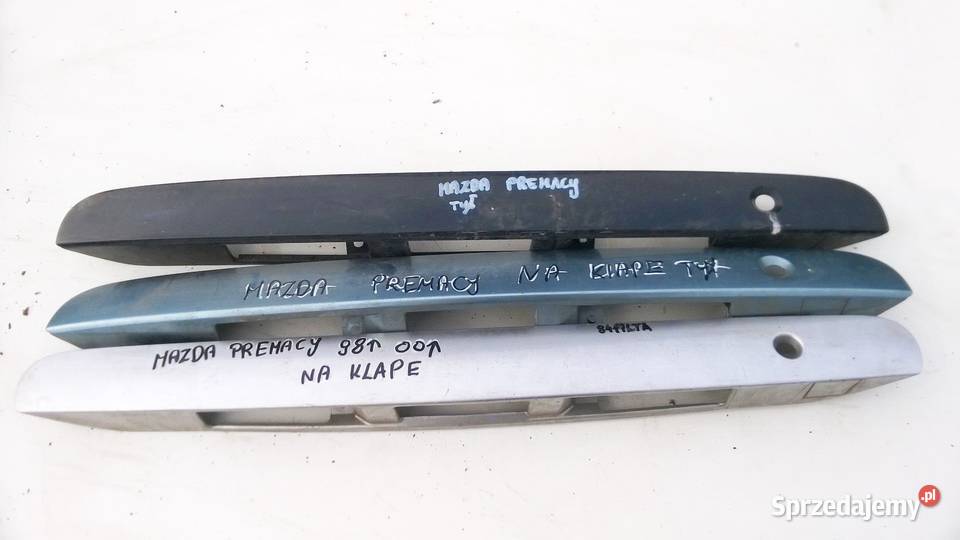 MAZDA PREMACY
TYŁ
MAZDA PREMACY NA KLAPE TYŁ
MAZDA PREMACY 98↑ 00↑
NA KLAPE
Sprzedajemy.pl